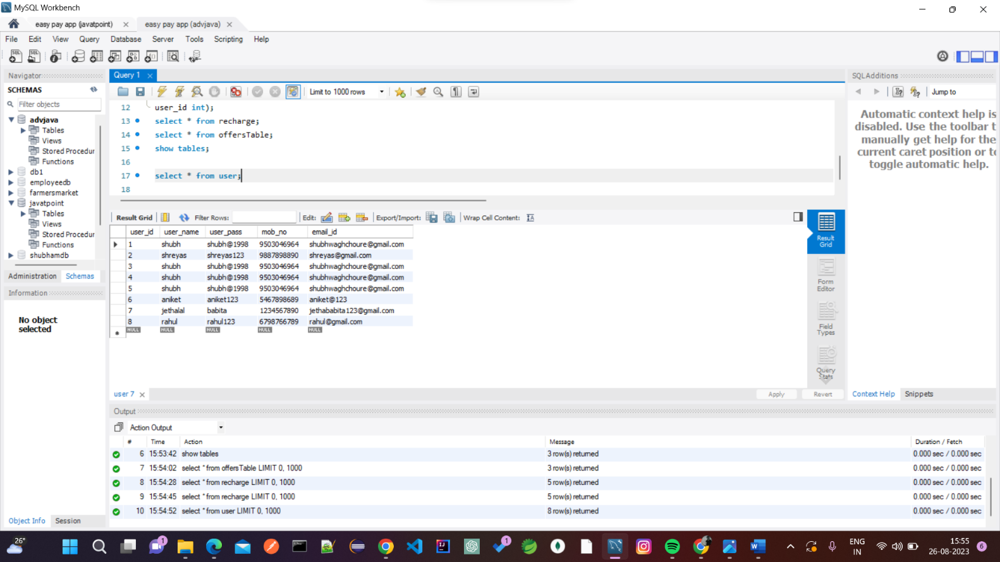 MySQL Workbench
easy pay app (javatpoint)
easy pay app (advjava)
File Edit View Query Database Server Tools Scripting Help
Navigator
SCHEMAS
Filter objects
advjava
Tables
Views
Stored Procedur
Functions
db1
employeedb
farmersmarket
javatpoint
Tables
Views
Stored Procedur
Functions
shubhamdb
Administration Schemas
Information
No object
selected
Object Info Session
Query 1
Limit to 1000 rows
12 user_id int);
13 select * from recharge;
14 select * from offersTable;
15 show tables;
16
17 select * from user;
18
Result Grid Filter Rows: Edit: Export/Import: Wrap Cell Content:
user_id user_name user_pass mob_no email_id
1 shubh shubh@1998 9503046964 shubhwaghchoure@gmail.com
2 shreyas shreyas123 9887898890 shreyas@gmail.com
3 shubh shubh@1998 9503046964 shubhwaghchoure@gmail.com
4 shubh shubh@1998 9503046964 shubhwaghchoure@gmail.com
5 shubh shubh@1998 9503046964 shubhwaghchoure@gmail.com
6 aniket aniket123 5467898689 aniket@123
7 jethalal babita 1234567890 jethababita123@gmail.com
8 rahul rahul123 6798766789 rahul@gmail.com
NULL NULL NULL NULL NULL
Result
Grid
Form
Editor
Field
Types
Query
Stats
user 7
Apply Revert
SQLAdditions
Jump to
Automatic context help is
disabled. Use the toolbar t
manually get help for the
current caret position or to
toggle automatic help.
Context Help Snippets
Output
Action Output
# Time Action Message Duration / Fetch
6 15:53:42 show tables 3 row(s) returned 0.000 sec / 0.000 sec
7 15:54:02 select * from offersTable LIMIT 0, 1000 3 row(s) returned 0.000 sec / 0.000 sec
8 15:54:28 select * from recharge LIMIT 0, 1000 5 row(s) returned 0.000 sec / 0.000 sec
9 15:54:45 select * from recharge LIMIT 0, 1000 5 row(s) returned 0.000 sec / 0.000 sec
10 15:54:52 select * from user LIMIT 0, 1000 8 row(s) returned 0.000 sec / 0.000 sec
26°
1
1
ENG
IN
15:55
26-08-2023
6